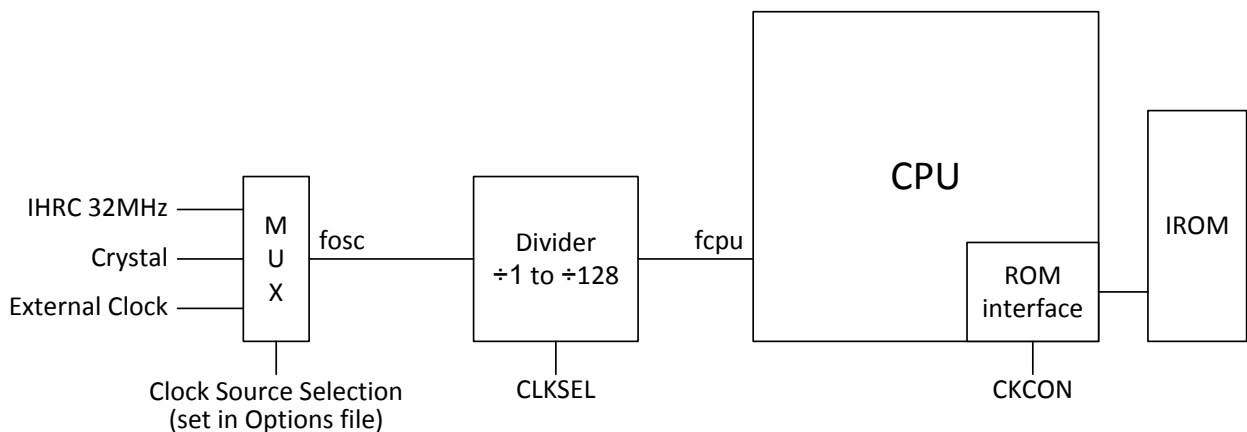 IHRC 32MHz
Crystal
External Clock
M
U
X
Clock Source Selection
(set in Options file)
fosc
Divider
÷1 to ÷128
CLKSEL
fcpu
CPU
ROM
interface
CKCON
IROM